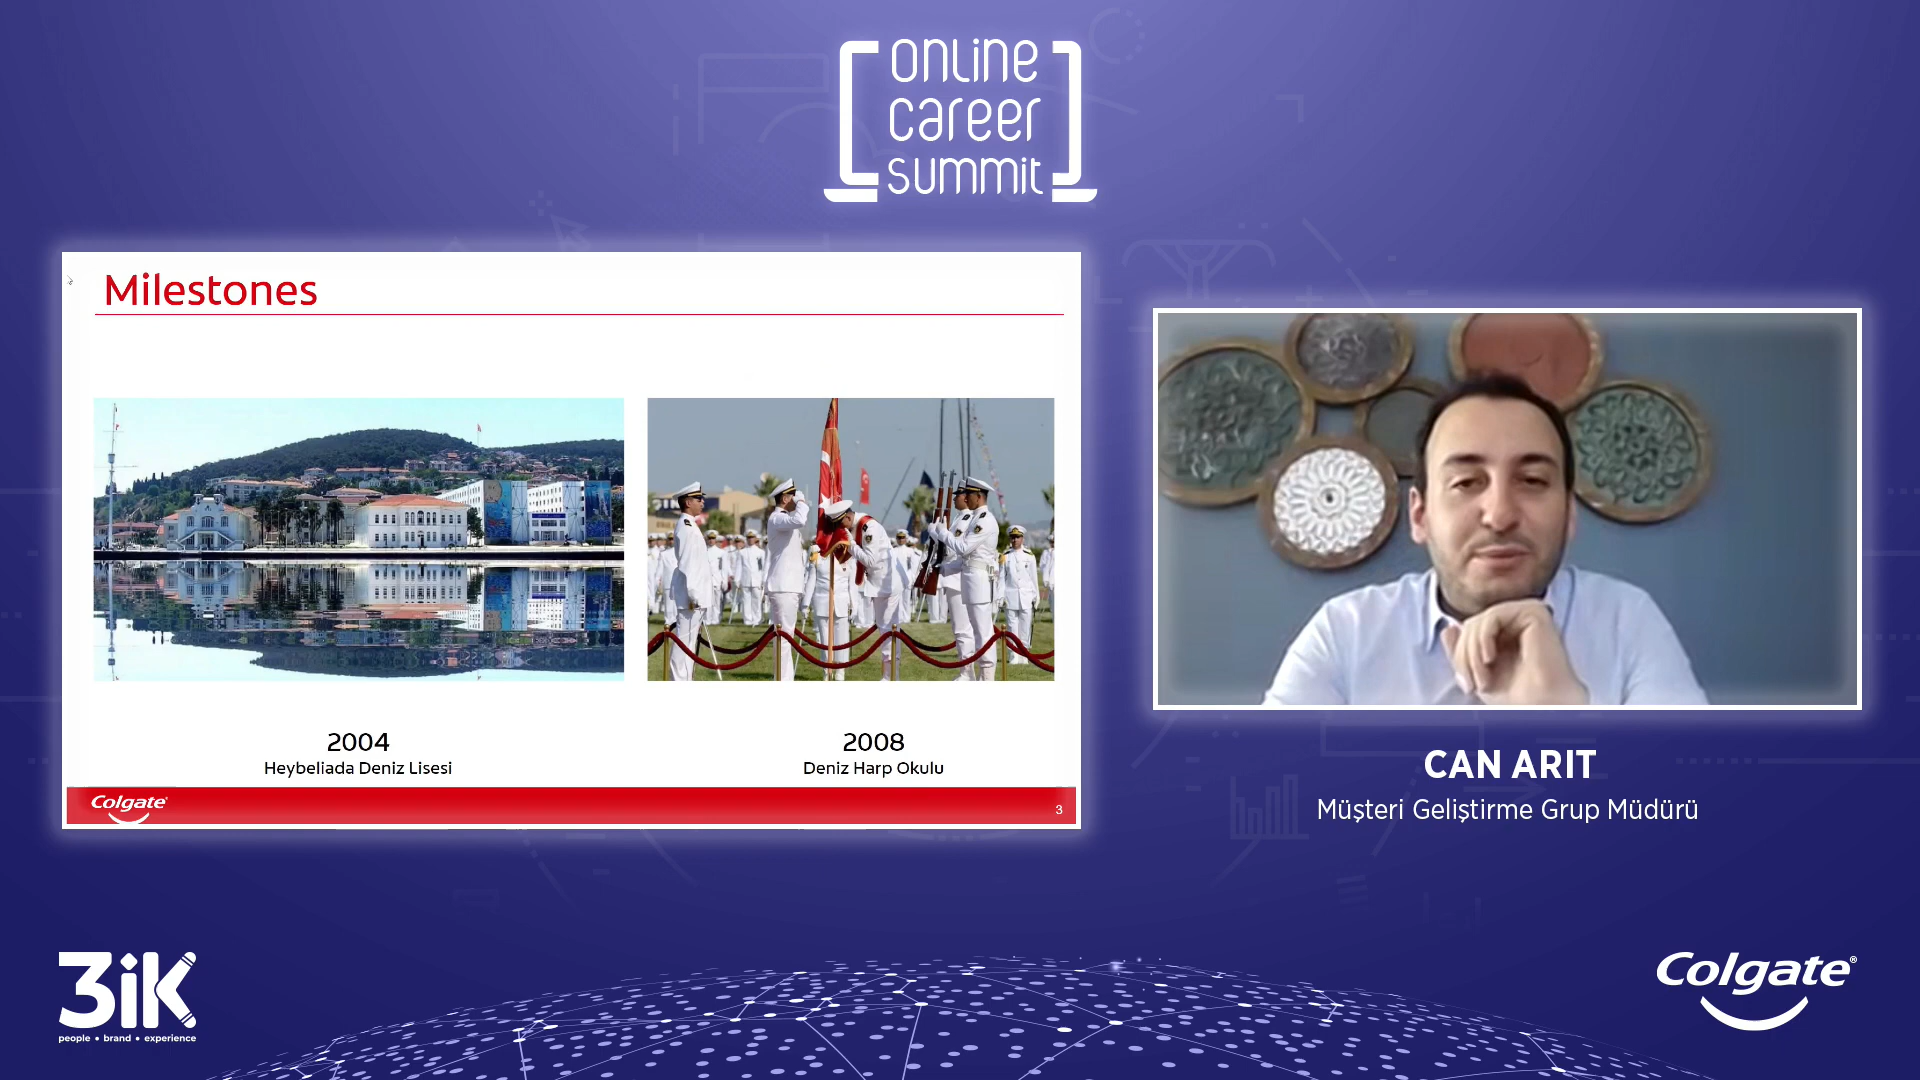 online
career
summit
Milestones
2004
Heybeliada Deniz Lisesi
2008
Deniz Harp Okulu
Colgate
3
CAN ARIT
Müşteri Geliştirme Grup Müdürü
3iK
people • brand • experience
Colgate®